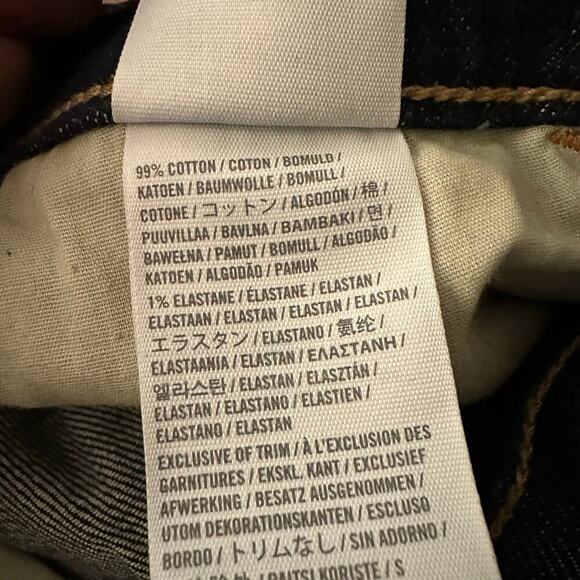 99% COTTON / COTON / BOMULD /
KATOEN / BAUMWOLLE / BOMULL /
COTONE / コットン / ALGODÓN / 棉 /
PUUVILLAA / BAVLNA / BAMBAKI / 면 /
BAWEŁNA / PAMUT / BOMULL / ALGODÃO /
KATOEN / ALGODÃO / PAMUK
1% ELASTANE / ÉLASTANE / ELASTAN /
ELASTAAN / ELASTAN / ELASTAN / ELASTAN /
エラスタン / ELASTANO / 氨纶 /
ELASTAANIA / ELASTAN / ΕΛΑΣΤΑΝΗ /
엘라스탄 / ELASTAN / ELASZTÁN /
ELASTAN / ELASTANO / ELASTIEN /
ELASTANO / ELASTAN
EXCLUSIVE OF TRIM / À L'EXCLUSION DES
GARNITURES / EKSKL. KANT / EXCLUSIEF
AFWERKING / BESATZ AUSGENOMMEN /
UTOM DEKORATIONSKANTEN / ESCLUSO
BORDO / トリムなし / SIN ADORNO /
KORISTE / S